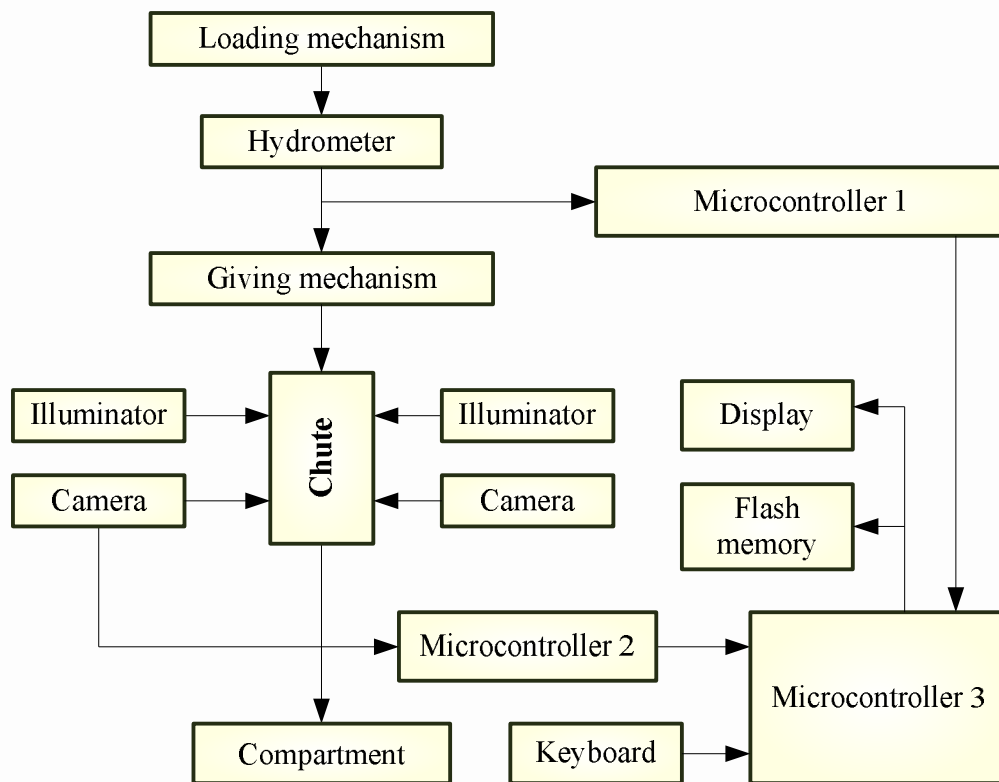 Loading mechanism
Hydrometer
Microcontroller 1
Giving mechanism
Illuminator
Chute
Illuminator
Display
Camera
Camera
Flash
memory
Microcontroller 2
Microcontroller 3
Compartment
Keyboard